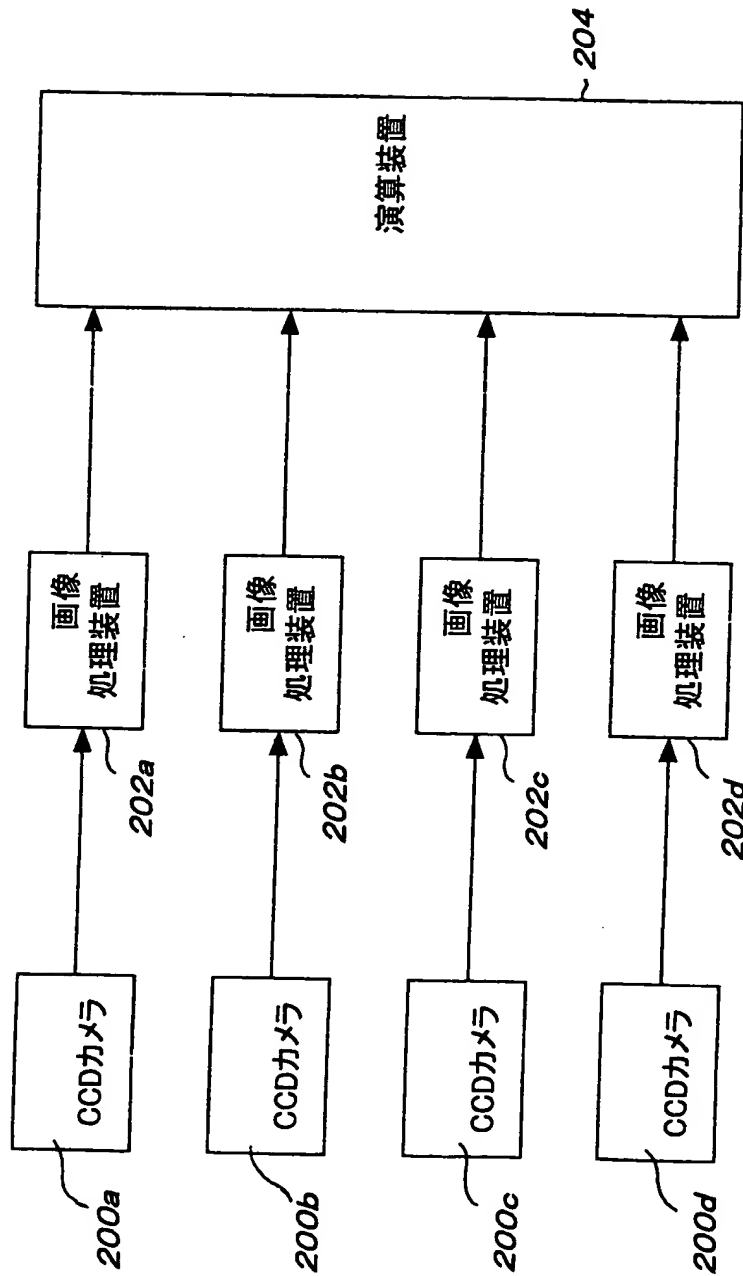 CCDカメラ
200a
画像
処理装置
202a
CCDカメラ
200b
画像
処理装置
202b
CCDカメラ
200c
画像
処理装置
202c
CCDカメラ
200d
画像
処理装置
202d
演算装置
204